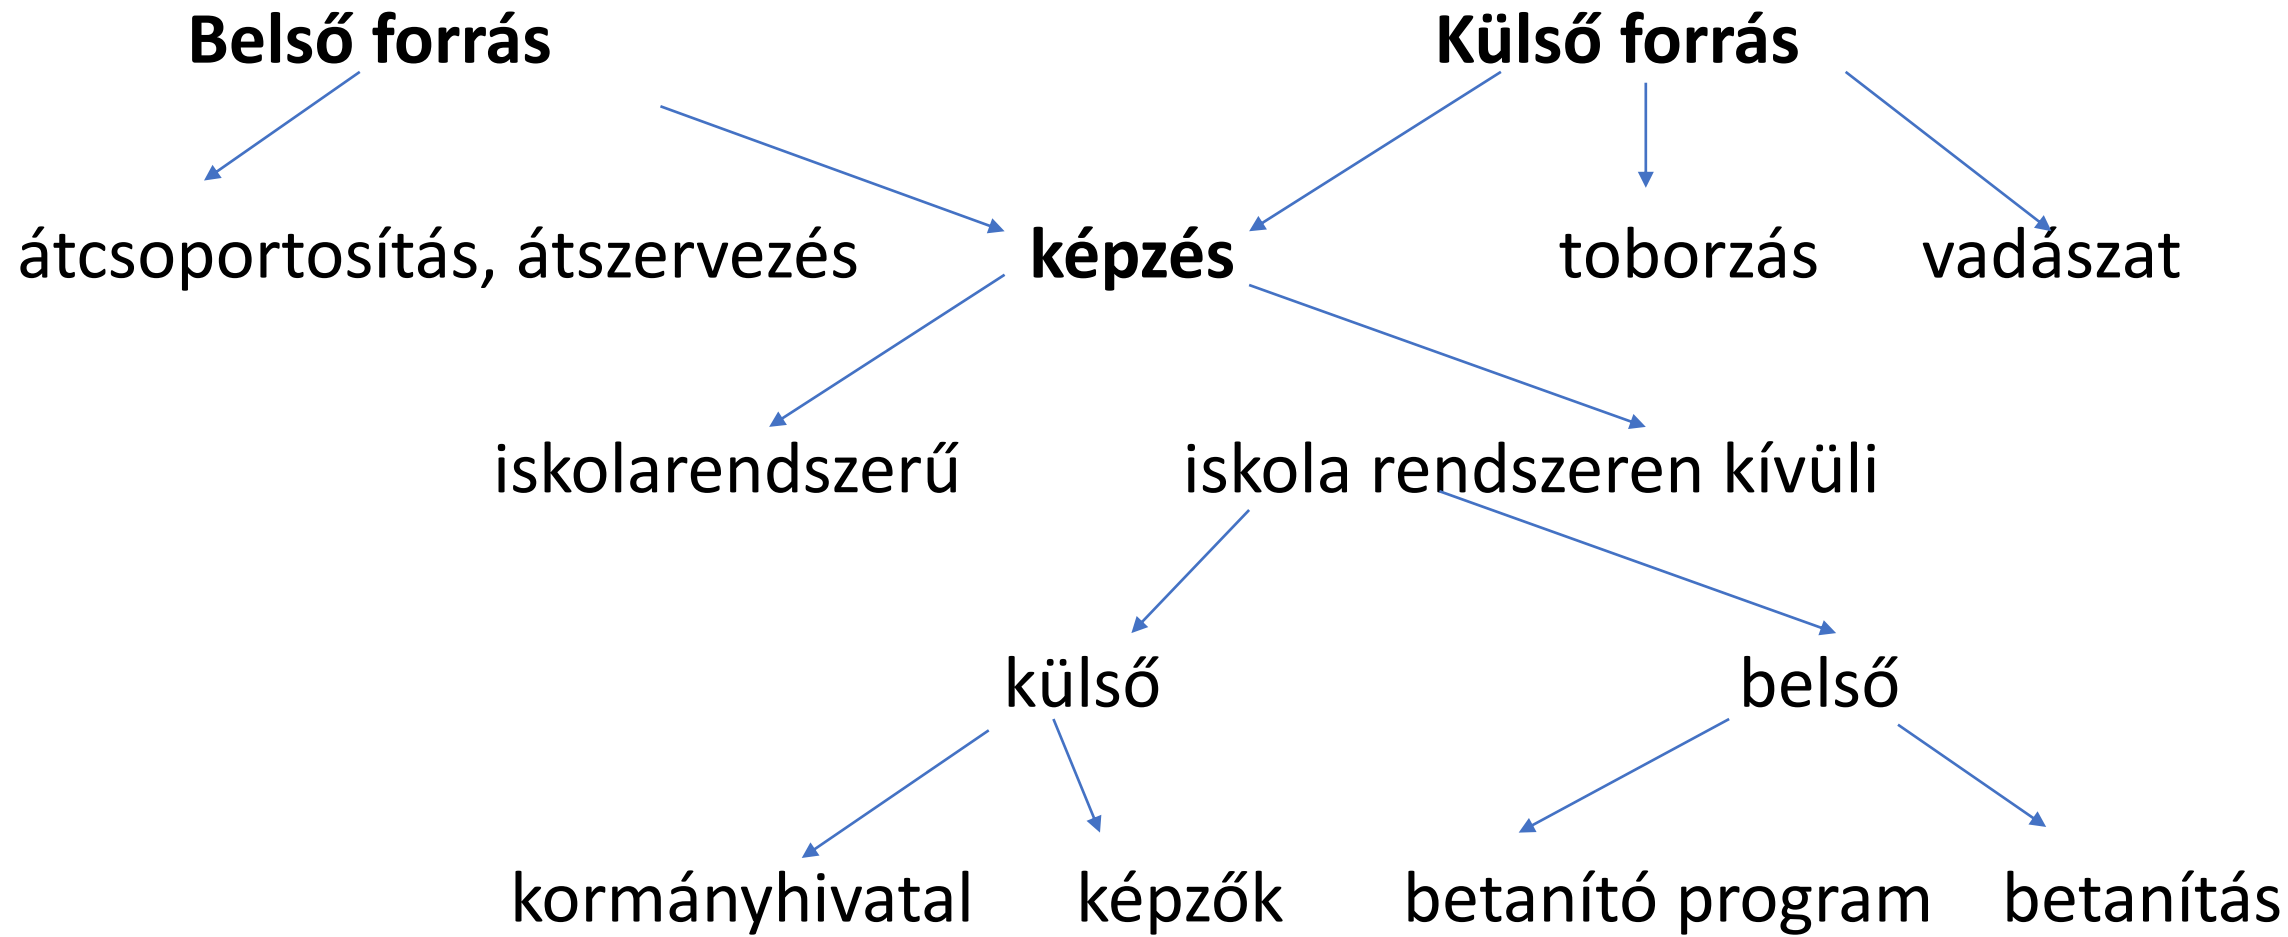 Belső forrás Külső forrás
átcsoportosítás, átszervezés képzés toborzás vadászat
iskolarendszerű iskola rendszeren kívüli
külső belső
kormányhivatal képzők betanító program betanítás